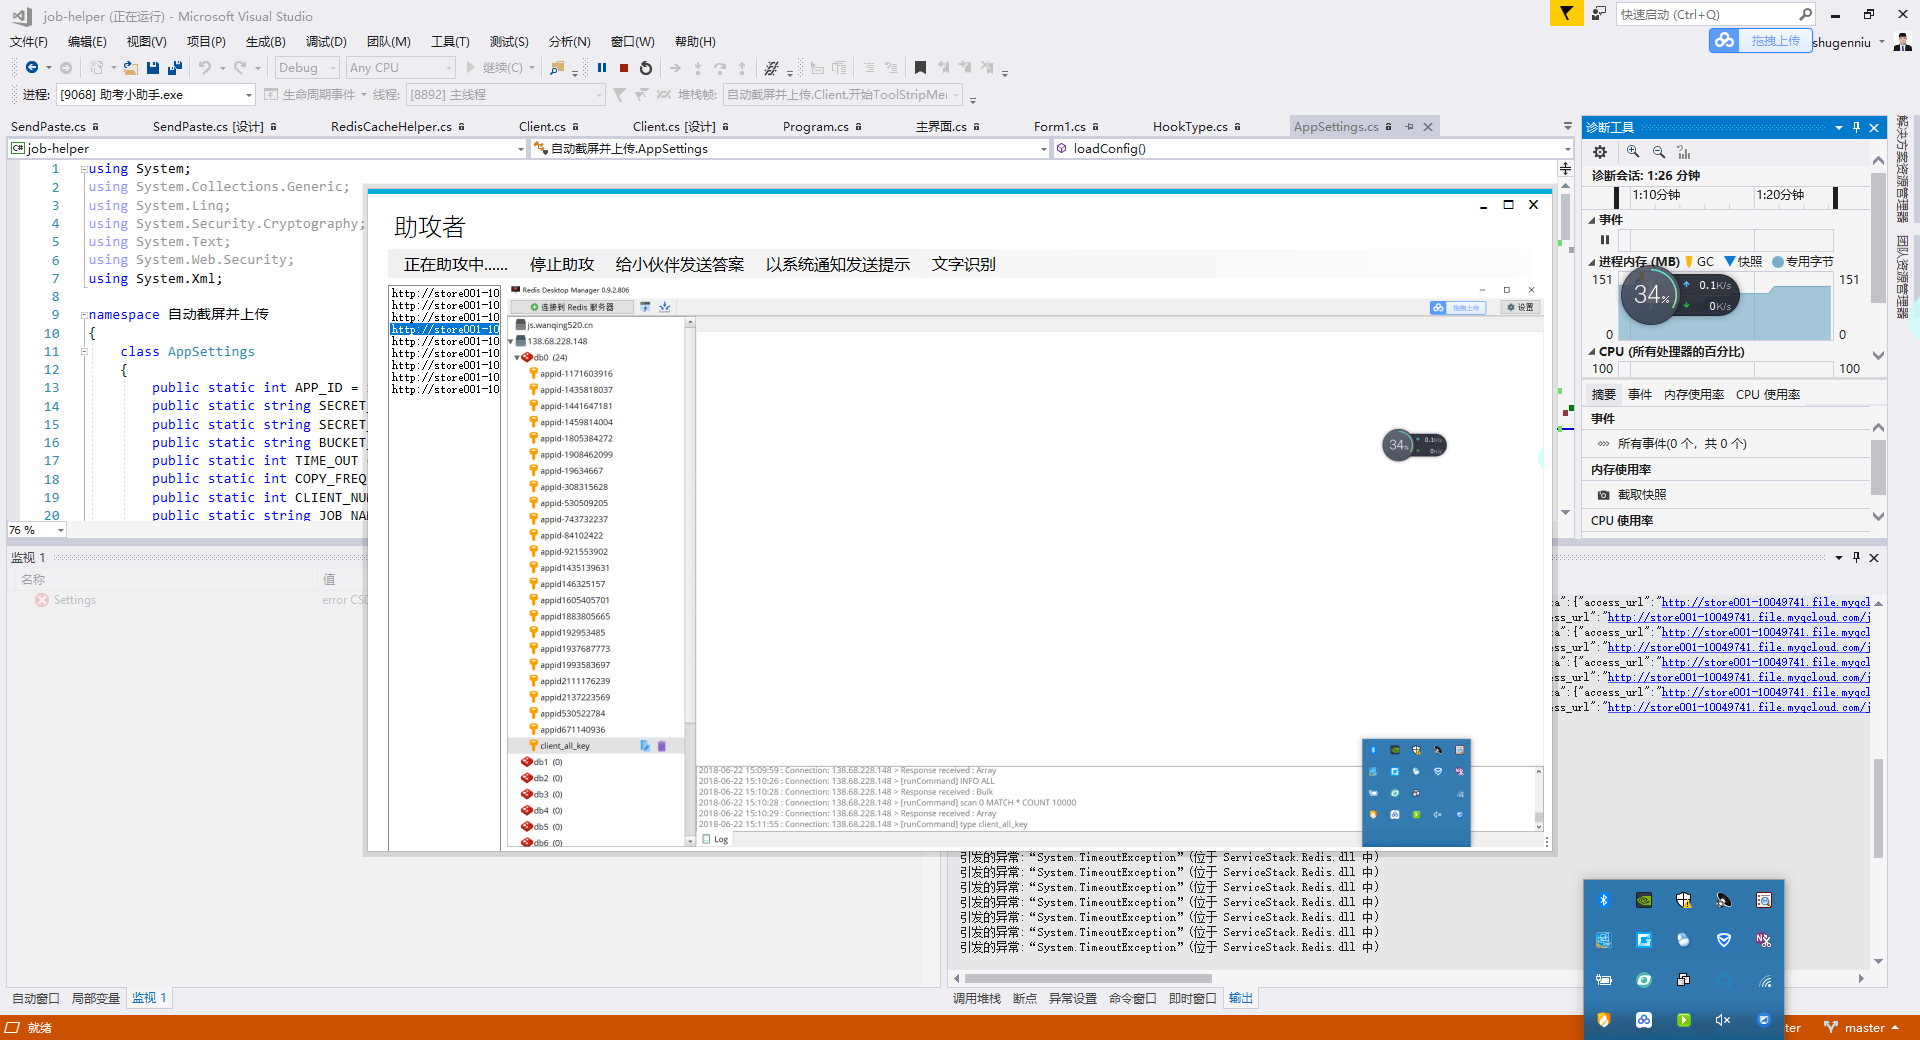 job-helper (正在运行) - Microsoft Visual Studio
快速启动 (Ctrl+Q)
文件(F) 编辑(E) 视图(V) 项目(P) 生成(B) 调试(D) 团队(M) 工具(T) 测试(S) 分析(N) 窗口(W) 帮助(H)
拖拽上传 shugenniu
Debug Any CPU 继续(C)
进程: [9068] 助考小助手.exe 生命周期事件 线程: [8892] 主线程 堆栈帧: 自动截屏并上传.Client.开始ToolStripMe
SendPaste.cs SendPaste.cs [设计] RedisCacheHelper.cs Client.cs Client.cs [设计] Program.cs 主界面.cs Form1.cs HookType.cs AppSettings.cs
job-helper 自动截屏并上传.AppSettings loadConfig()
1 using System;
2 using System.Collections.Generic;
3 using System.Linq;
4 using System.Security.Cryptography;
5 using System.Text;
6 using System.Web.Security;
7 using System.Xml;
8
9 namespace 自动截屏并上传
10 {
11 class AppSettings
12 {
13 public static int APP_ID =
14 public static string SECRET_
15 public static string SECRET_
16 public static string BUCKET_
17 public static int TIME_OUT
18 public static int COPY_FREQ
19 public static int CLIENT_NU
20 public static string JOB_NA
76 %
助攻者
正在助攻中...... 停止助攻 给小伙伴发送答案 以系统通知发送提示 文字识别
http://store001-10
http://store001-10
http://store001-10
http://store001-10
http://store001-10
http://store001-10
http://store001-10
http://store001-10
http://store001-10
Redis Desktop Manager 0.9.2.806
连接到 Redis 服务器 拖拽上传 设置
js.wanqing520.cn
138.68.228.148
db0 (24)
appid-1171603916
appid-1435818037
appid-1441647181
appid-1459814004
appid-1805384272
appid-1908462099
appid-19634667
appid-308315628
appid-530509205
appid-743732237
appid-84102422
appid-921553902
appid1435139631
appid146325157
appid1605405701
appid1883805665
appid192953485
appid1937687773
appid1993583697
appid2111176239
appid2137223569
appid530522784
appid671140936
client_all_key
db1 (0)
db2 (0)
db3 (0)
db4 (0)
db5 (0)
db6 (0)
34% 0.1K/s
0K/s
2018-06-22 15:09:59 : Connection: 138.68.228.148 > Response received : Array
2018-06-22 15:10:26 : Connection: 138.68.228.148 > [runCommand] INFO ALL
2018-06-22 15:10:28 : Connection: 138.68.228.148 > Response received : Bulk
2018-06-22 15:10:28 : Connection: 138.68.228.148 > [runCommand] scan 0 MATCH * COUNT 10000
2018-06-22 15:10:29 : Connection: 138.68.228.148 > Response received : Array
2018-06-22 15:11:55 : Connection: 138.68.228.148 > [runCommand] type client_all_key
Log
诊断工具
诊断会话: 1:26 分钟
1:10分钟 1:20分钟
事件
进程内存 (MB) GC 快照 专用字节
151 151
34% 0.1K/s
0K/s
0 0
CPU (所有处理器的百分比)
100 100
摘要 事件 内存使用率 CPU 使用率
事件
所有事件(0 个，共 0 个)
内存使用率
截取快照
CPU 使用率
解决方案资源管理器
团队资源管理器
监视 1
名称 值
Settings error CS0
ta":{"access_url":"http://store001-10049741.file.myqcl
ss_url":"http://store001-10049741.file.myqcloud.com/j
ta":{"access_url":"http://store001-10049741.file.myqcl
ss_url":"http://store001-10049741.file.myqcloud.com/j
ta":{"access_url":"http://store001-10049741.file.myqcl
ss_url":"http://store001-10049741.file.myqcloud.com/j
ta":{"access_url":"http://store001-10049741.file.myqcl
ss_url":"http://store001-10049741.file.myqcloud.com/j
引发的异常:“System.TimeoutException”(位于 ServiceStack.Redis.dll 中)
引发的异常:“System.TimeoutException”(位于 ServiceStack.Redis.dll 中)
引发的异常:“System.TimeoutException”(位于 ServiceStack.Redis.dll 中)
引发的异常:“System.TimeoutException”(位于 ServiceStack.Redis.dll 中)
引发的异常:“System.TimeoutException”(位于 ServiceStack.Redis.dll 中)
引发的异常:“System.TimeoutException”(位于 ServiceStack.Redis.dll 中)
引发的异常:“System.TimeoutException”(位于 ServiceStack.Redis.dll 中)
自动窗口 局部变量 监视 1
调用堆栈 断点 异常设置 命令窗口 即时窗口 输出
就绪
ter master